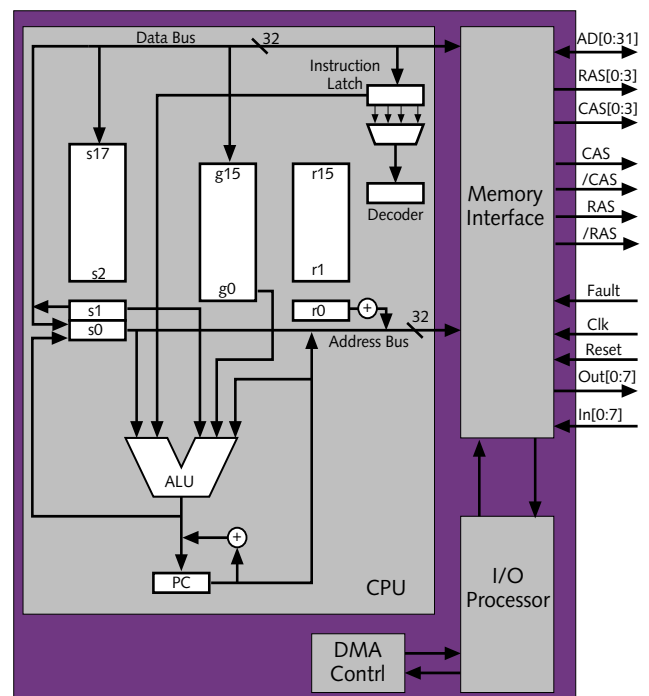 Data Bus
32
Instruction
Latch
s17
s2
s1
s0
g15
g0
r15
r1
r0
+
Decoder
32
Address Bus
ALU
+
PC
CPU
Memory
Interface
I/O
Processor
DMA
Contrl
AD[0:31]
RAS[0:3]
CAS[0:3]
CAS
/CAS
RAS
/RAS
Fault
Clk
Reset
Out[0:7]
In[0:7]